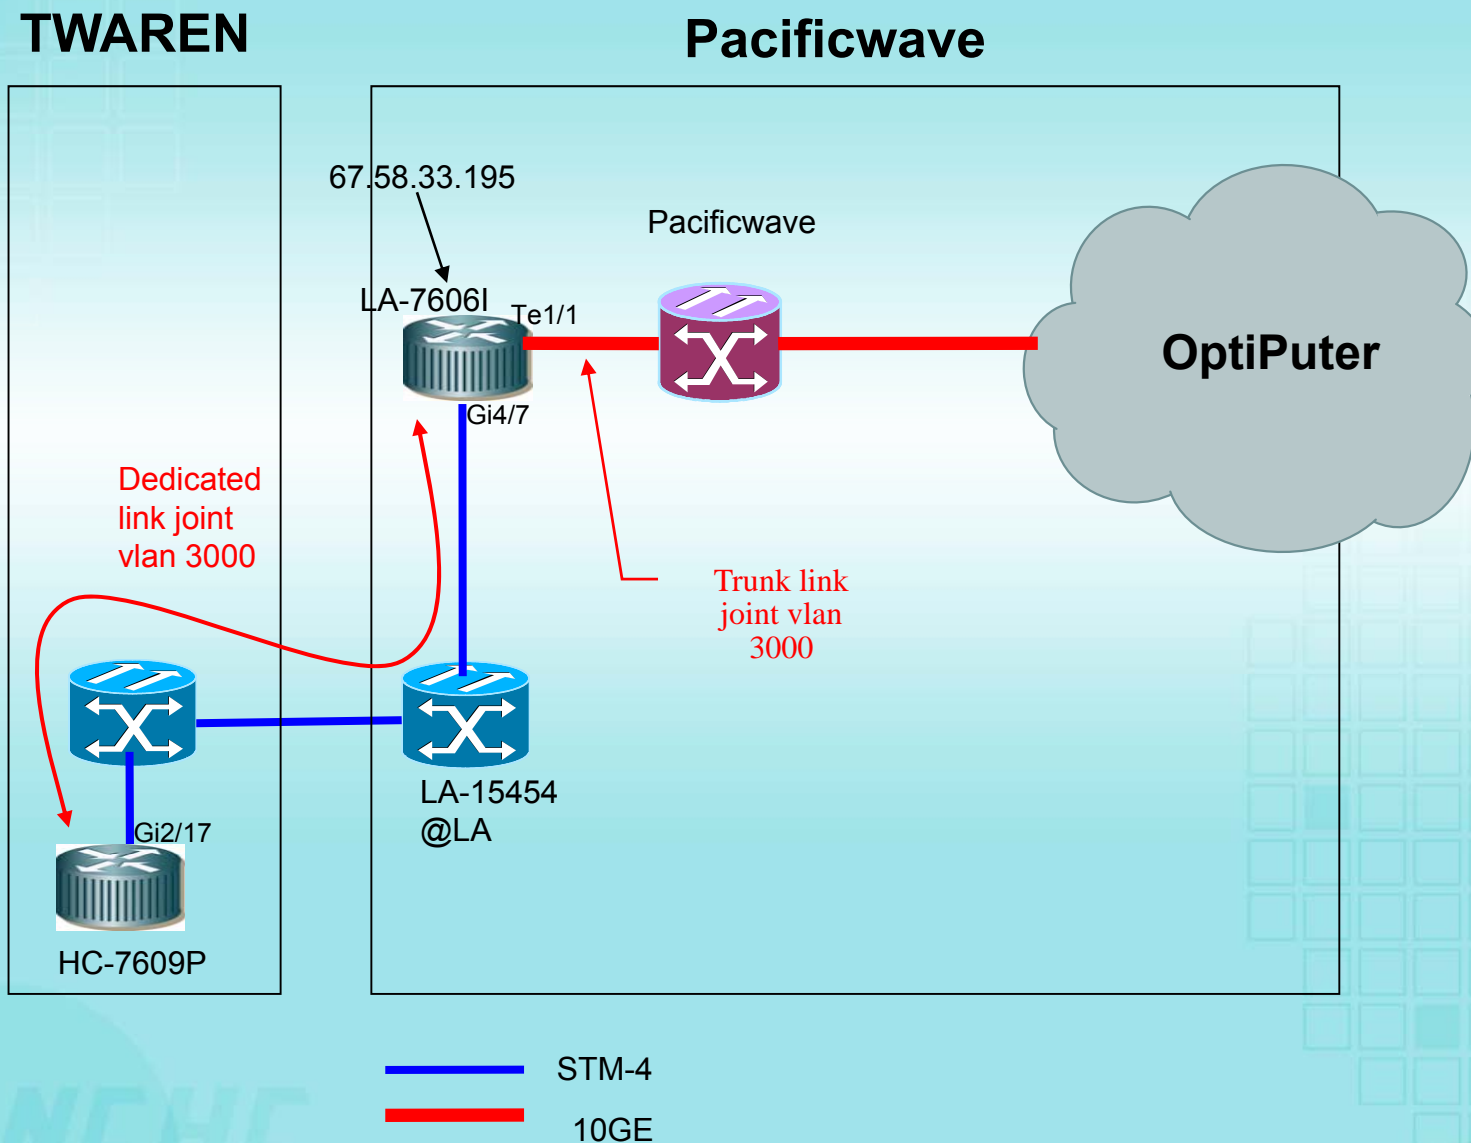 TWAREN
Pacificwave
67.58.33.195
Pacificwave
LA-7606I
Te1/1
OptiPuter
Gi4/7
Dedicated
link joint
vlan 3000
Trunk link
joint vlan
3000
LA-15454
@LA
Gi2/17
HC-7609P
STM-4
10GE
NCHC